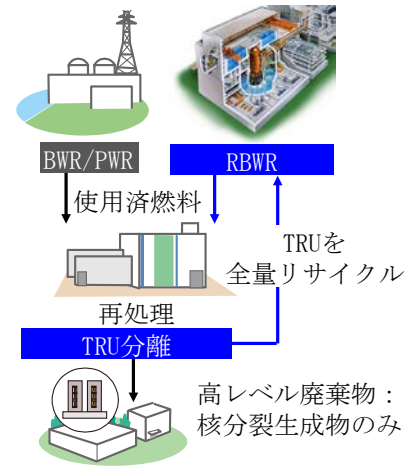 BWR/PWR
RBWR
使用済燃料
TRUを
全量リサイクル
再処理
TRU分離
高レベル廃棄物：
核分裂生成物のみ